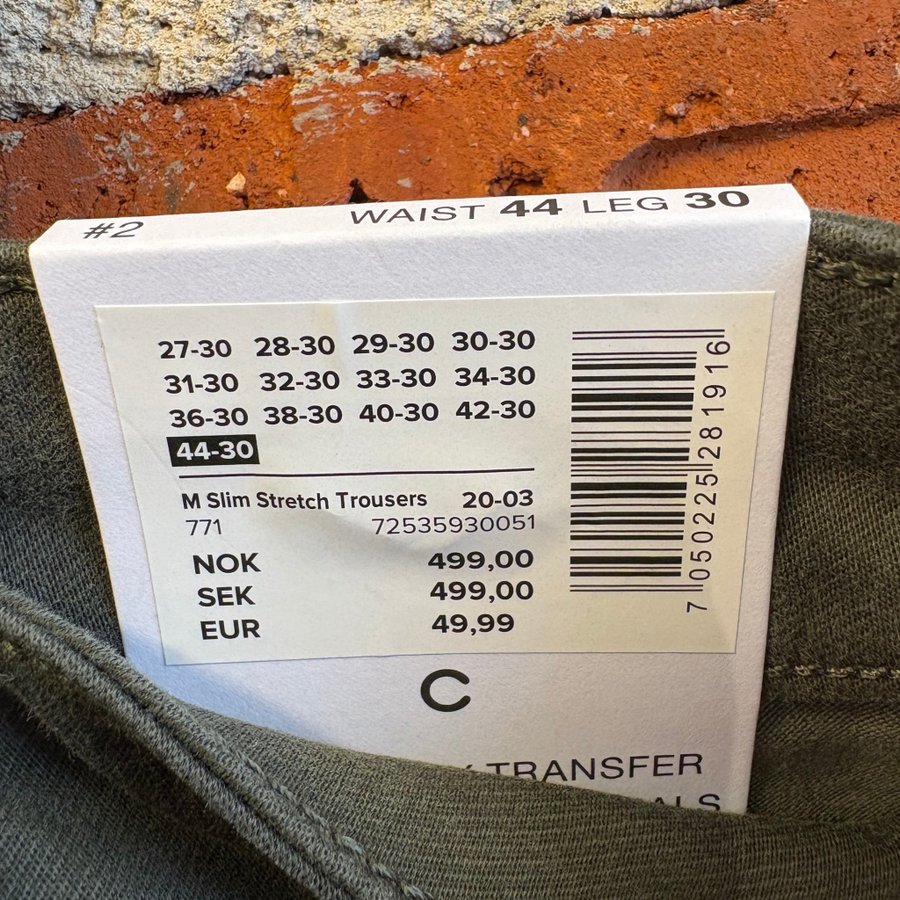 #2 WAIST 44 LEG 30
27-30 28-30 29-30 30-30
31-30 32-30 33-30 34-30
36-30 38-30 40-30 42-30
44-30
M Slim Stretch Trousers 20-03
771 72535930051
NOK 499,00
SEK 499,00
EUR 49,99
7 050225 281916
C
TRANSFER